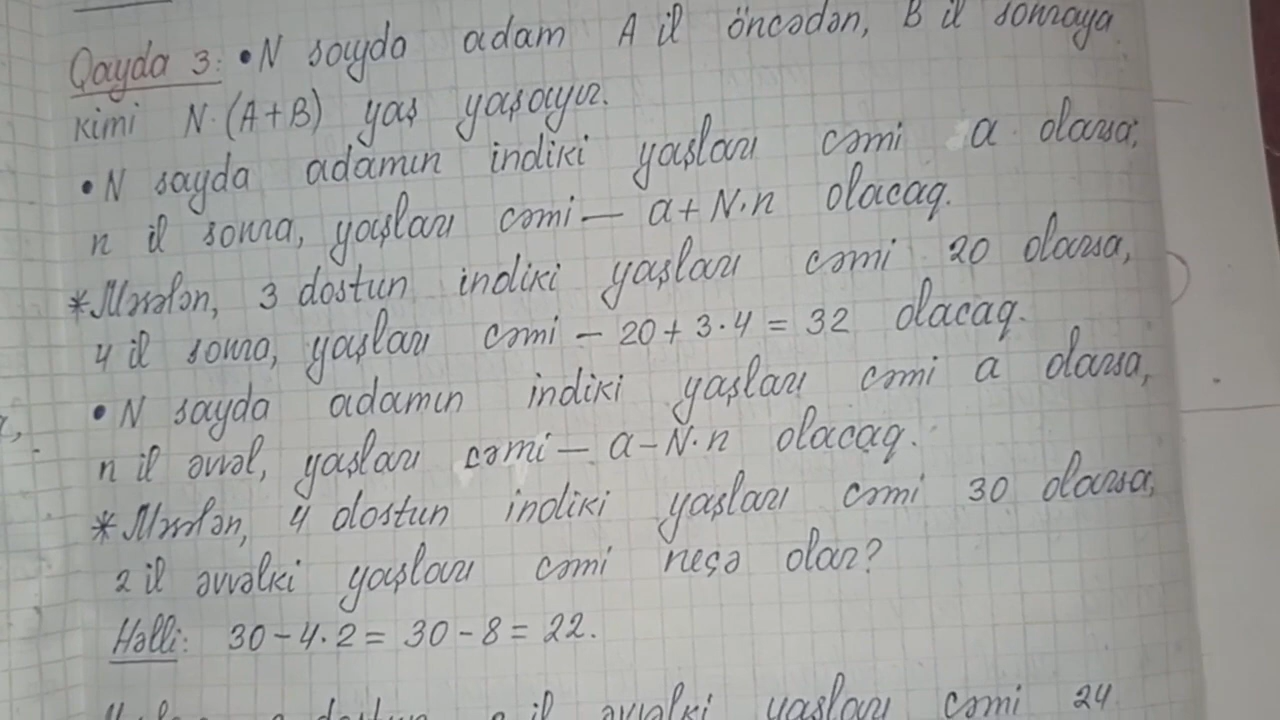 Qayda 3: • N sayda adam A il öncədən, B il sonraya
kimi N·(A+B) yaş yaşayır.
• N sayda adamın indiki yaşları cəmi a olarsa,
n il sonra, yaşları cəmi — a+N·n olacaq.
* Məsələn, 3 dostun indiki yaşları cəmi 20 olarsa,
4 il sonra, yaşları cəmi – 20+3·4 = 32 olacaq.
• N sayda adamın indiki yaşları cəmi a olarsa,
n il əvvəl, yaşları cəmi — a–N·n olacaq.
* Məsələn, 4 dostun indiki yaşları cəmi 30 olarsa,
2 il əvvəlki yaşları cəmi neçə olar?
Həlli: 30–4·2 = 30–8 = 22.
il əvvəlki yaşları cəmi 24